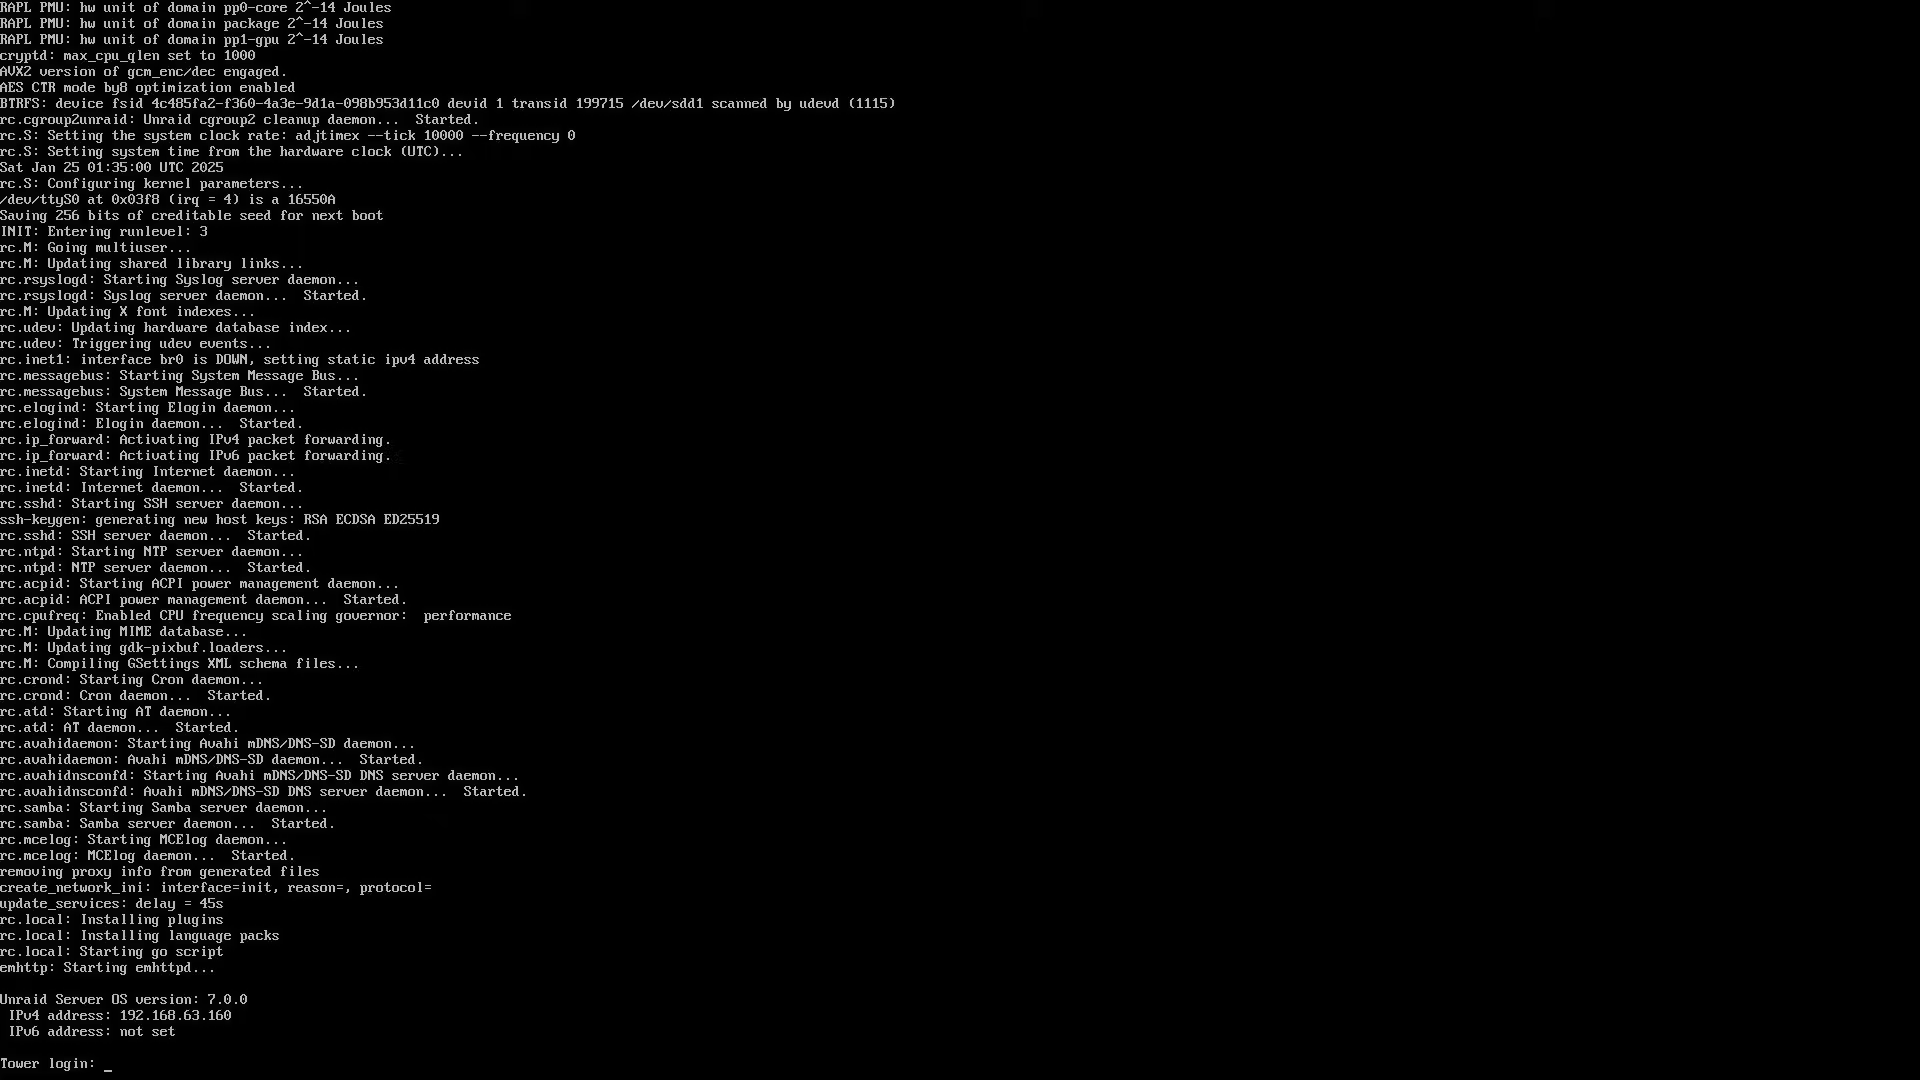 RAPL PMU: hw unit of domain pp0-core 2^-14 Joules
RAPL PMU: hw unit of domain package 2^-14 Joules
RAPL PMU: hw unit of domain pp1-gpu 2^-14 Joules
cryptd: max_cpu_qlen set to 1000
AVX2 version of gcm_enc/dec engaged.
AES CTR mode by8 optimization enabled
BTRFS: device fsid 4c485fa2-f360-4a3e-9d1a-098b953d11c0 devid 1 transid 199715 /dev/sdd1 scanned by udevd (1115)
rc.cgroup2unraid: Unraid cgroup2 cleanup daemon...  Started.
rc.S: Setting the system clock rate: adjtimex --tick 10000 --frequency 0
rc.S: Setting system time from the hardware clock (UTC)...
Sat Jan 25 01:35:00 UTC 2025
rc.S: Configuring kernel parameters...
/dev/ttyS0 at 0x03f8 (irq = 4) is a 16550A
Saving 256 bits of creditable seed for next boot
INIT: Entering runlevel: 3
rc.M: Going multiuser...
rc.M: Updating shared library links...
rc.rsyslogd: Starting Syslog server daemon...
rc.rsyslogd: Syslog server daemon...  Started.
rc.M: Updating X font indexes...
rc.udev: Updating hardware database index...
rc.udev: Triggering udev events...
rc.inet1: interface br0 is DOWN, setting static ipv4 address
rc.messagebus: Starting System Message Bus...
rc.messagebus: System Message Bus...  Started.
rc.elogind: Starting Elogin daemon...
rc.elogind: Elogin daemon...  Started.
rc.ip_forward: Activating IPv4 packet forwarding.
rc.ip_forward: Activating IPv6 packet forwarding.
rc.inetd: Starting Internet daemon...
rc.inetd: Internet daemon...  Started.
rc.sshd: Starting SSH server daemon...
ssh-keygen: generating new host keys: RSA ECDSA ED25519
rc.sshd: SSH server daemon...  Started.
rc.ntpd: Starting NTP server daemon...
rc.ntpd: NTP server daemon...  Started.
rc.acpid: Starting ACPI power management daemon...
rc.acpid: ACPI power management daemon...  Started.
rc.cpufreq: Enabled CPU frequency scaling governor:  performance
rc.M: Updating MIME database...
rc.M: Updating gdk-pixbuf.loaders...
rc.M: Compiling GSettings XML schema files...
rc.crond: Starting Cron daemon...
rc.crond: Cron daemon...  Started.
rc.atd: Starting AT daemon...
rc.atd: AT daemon...  Started.
rc.avahidaemon: Starting Avahi mDNS/DNS-SD daemon...
rc.avahidaemon: Avahi mDNS/DNS-SD daemon...  Started.
rc.avahidnsconfd: Starting Avahi mDNS/DNS-SD DNS server daemon...
rc.avahidnsconfd: Avahi mDNS/DNS-SD DNS server daemon...  Started.
rc.samba: Starting Samba server daemon...
rc.samba: Samba server daemon...  Started.
rc.mcelog: Starting MCElog daemon...
rc.mcelog: MCElog daemon...  Started.
removing proxy info from generated files
create_network_ini: interface=init, reason=, protocol=
update_services: delay = 45s
rc.local: Installing plugins
rc.local: Installing language packs
rc.local: Starting go script
emhttp: Starting emhttpd...
Unraid Server OS version: 7.0.0
IPv4 address: 192.168.63.160
IPv6 address: not set
Tower login: _